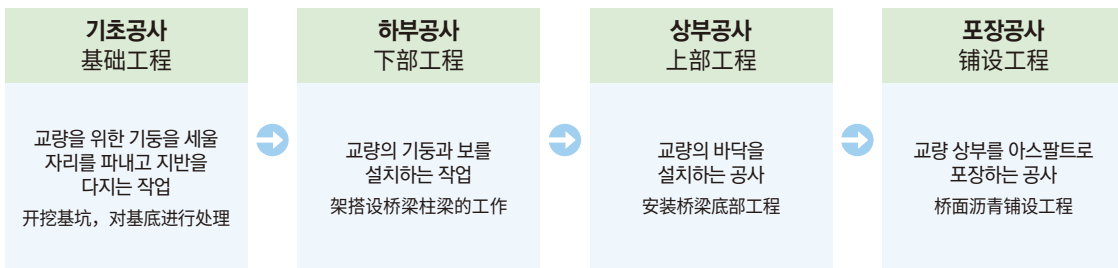 기초공사
基础工程
교량을 위한 기둥을 세울
자리를 파내고 지반을
다지는 작업
开挖基坑，对基底进行处理
하부공사
下部工程
교량의 기둥과 보를
설치하는 작업
架搭设桥梁柱梁的工作
상부공사
上部工程
교량의 바닥을
설치하는 공사
安装桥梁底部工程
포장공사
铺设工程
교량 상부를 아스팔트로
포장하는 공사
桥面沥青铺设工程